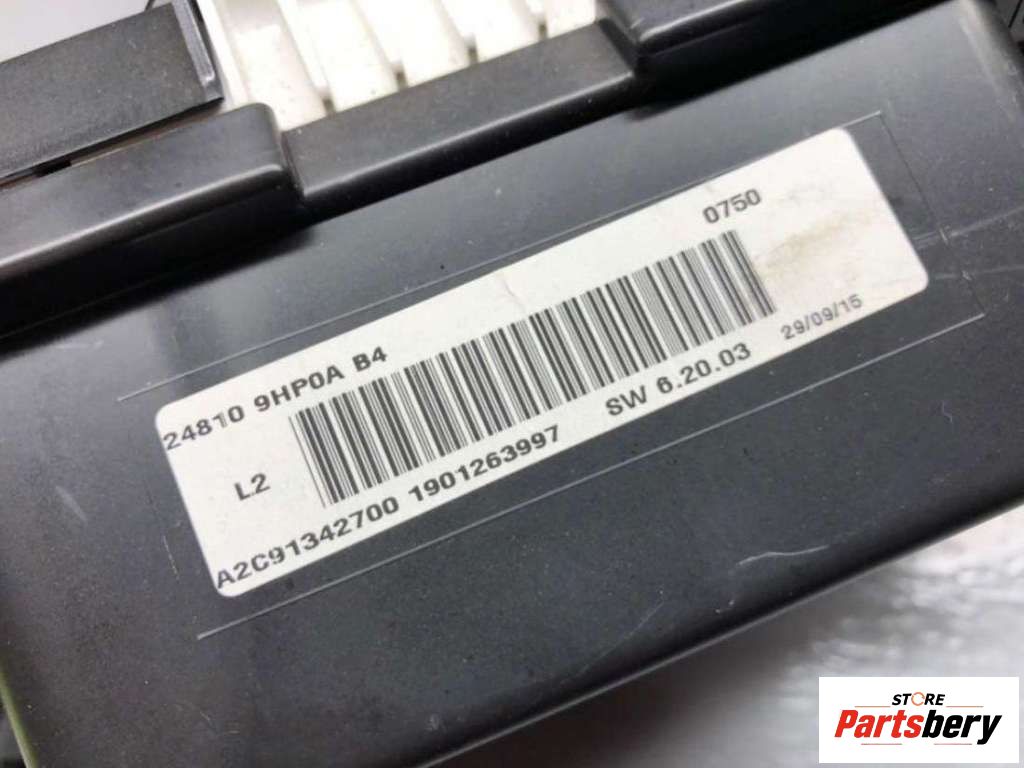 0750
24810 9HP0A B4
L2
29/09/15
SW 6.20.03
A2C91342700 1901263997
STORE
Partsbery